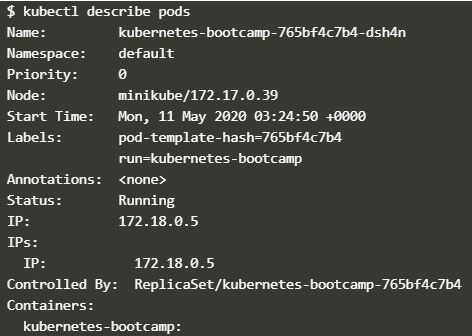 $ kubectl describe pods
Name:         kubernetes-bootcamp-765bf4c7b4-dsh4n
Namespace:    default
Priority:     0
Node:         minikube/172.17.0.39
Start Time:   Mon, 11 May 2020 03:24:50 +0000
Labels:       pod-template-hash=765bf4c7b4
              run=kubernetes-bootcamp
Annotations:  <none>
Status:       Running
IP:           172.18.0.5
IPs:
  IP:           172.18.0.5
Controlled By:  ReplicaSet/kubernetes-bootcamp-765bf4c7b4
Containers:
  kubernetes-bootcamp: